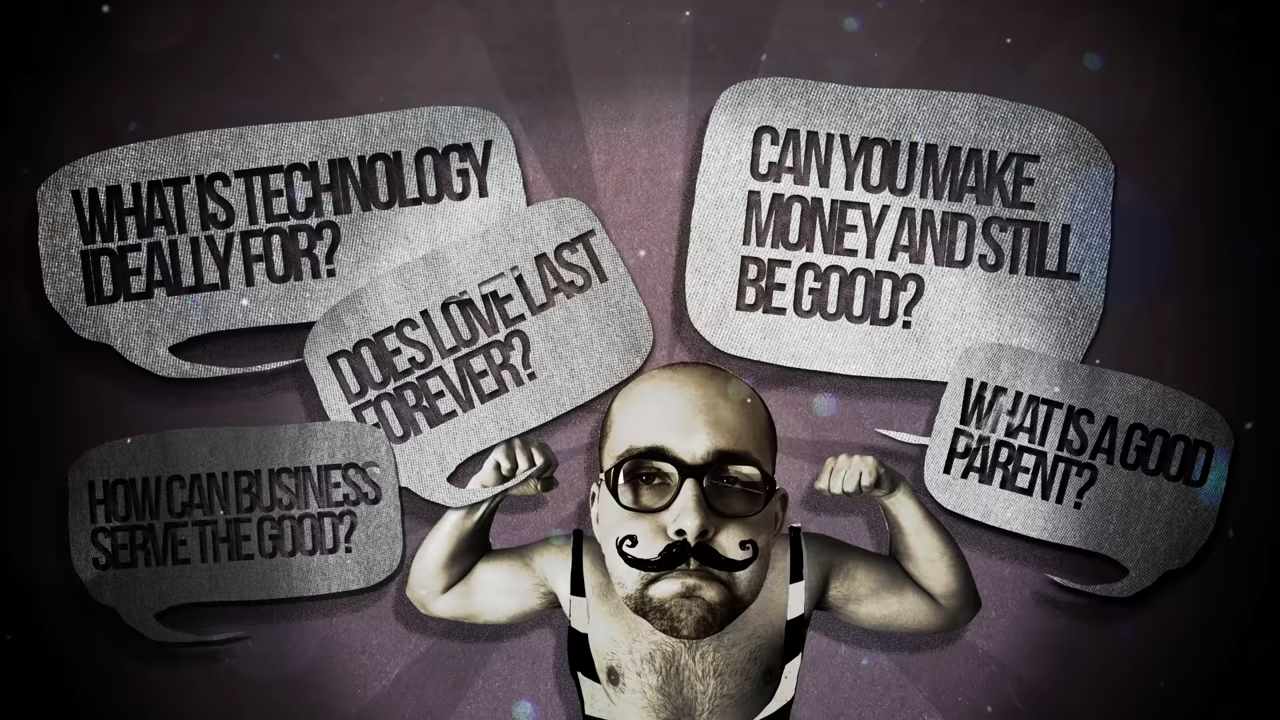 WHAT IS TECHNOLOGY
IDEALLY FOR?
DOES LOVE LAST
FOREVER?
HOW CAN BUSINESS
SERVE THE GOOD?
CAN YOU MAKE
MONEY AND STILL
BE GOOD?
WHAT IS A GOOD
PARENT?